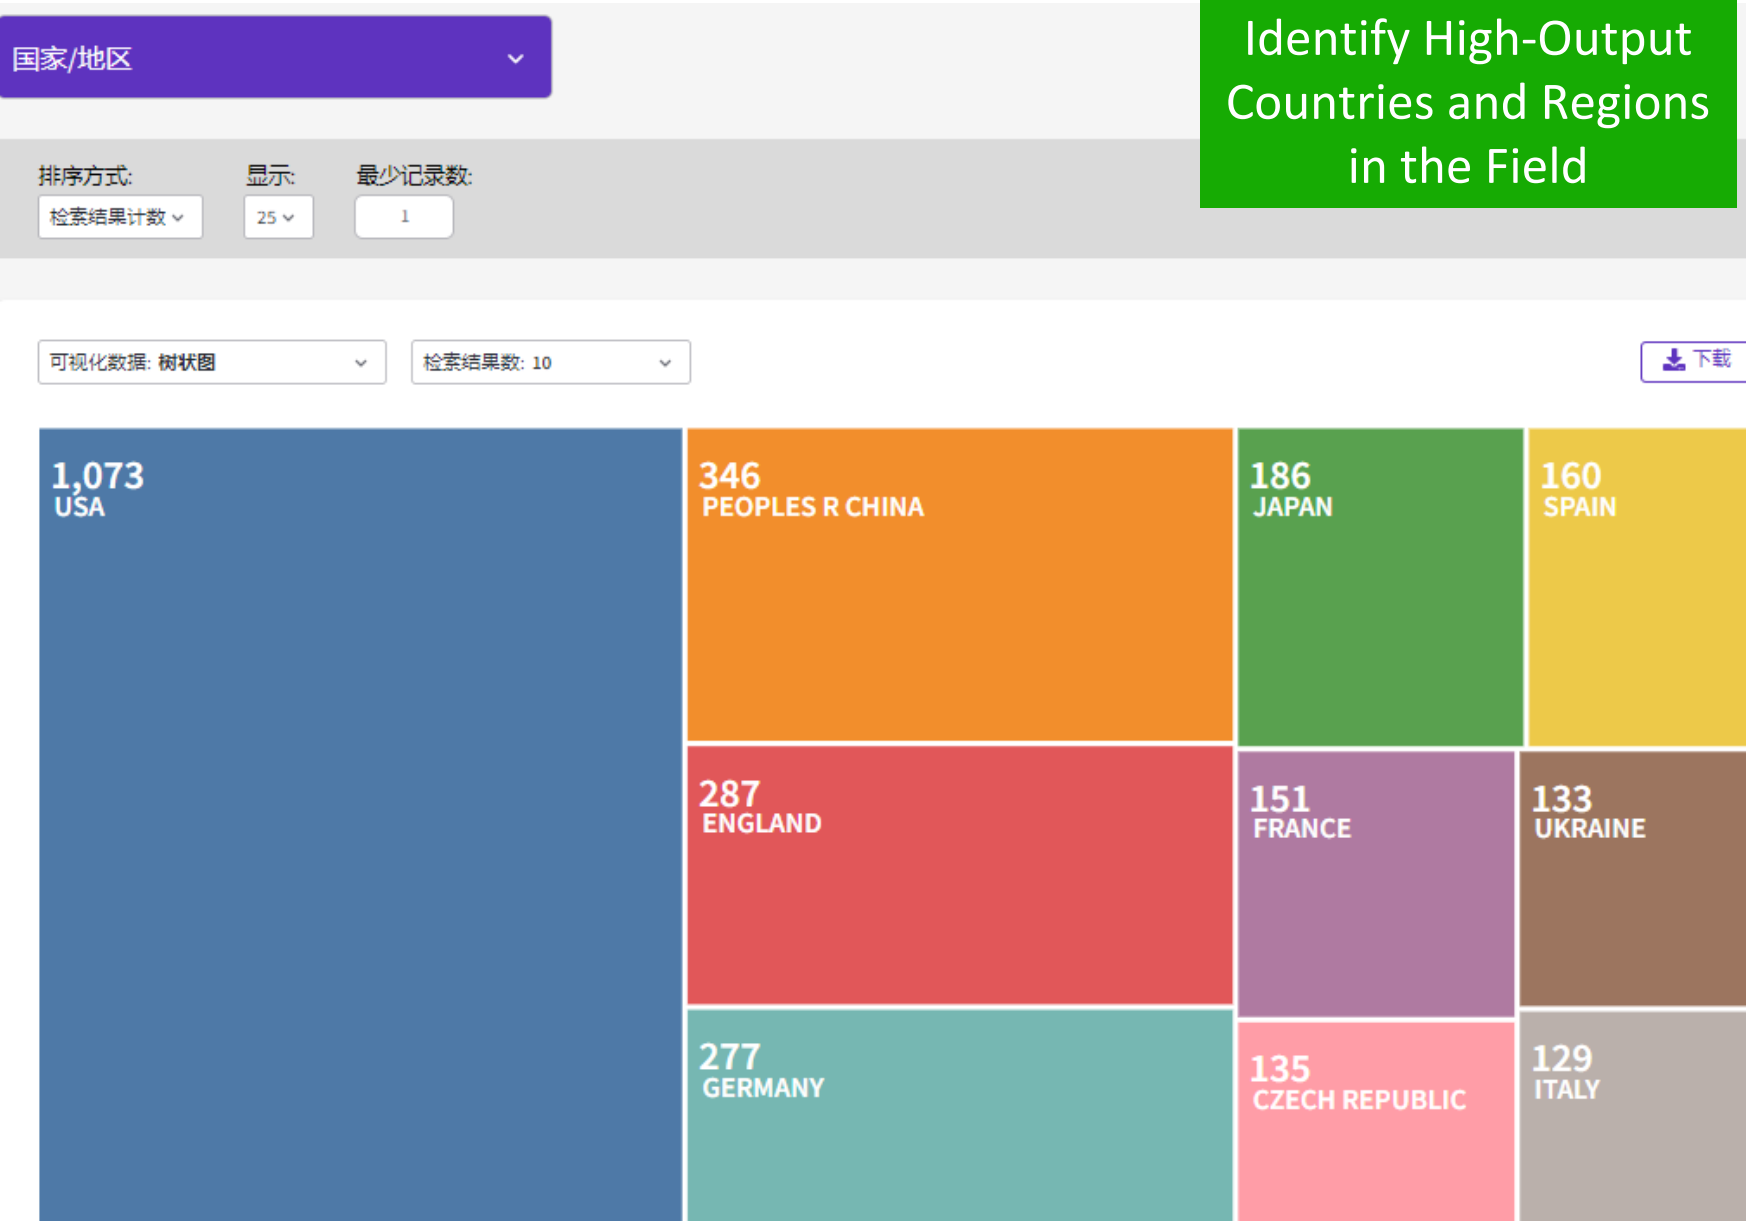 国家/地区
Identify High-Output
Countries and Regions
in the Field
排序方式: 显示: 最少记录数:
检索结果计数 25 1
可视化数据: 树状图 检索结果数: 10 下载
1,073
USA
346
PEOPLES R CHINA
186
JAPAN
160
SPAIN
287
ENGLAND
151
FRANCE
133
UKRAINE
277
GERMANY
135
CZECH REPUBLIC
129
ITALY